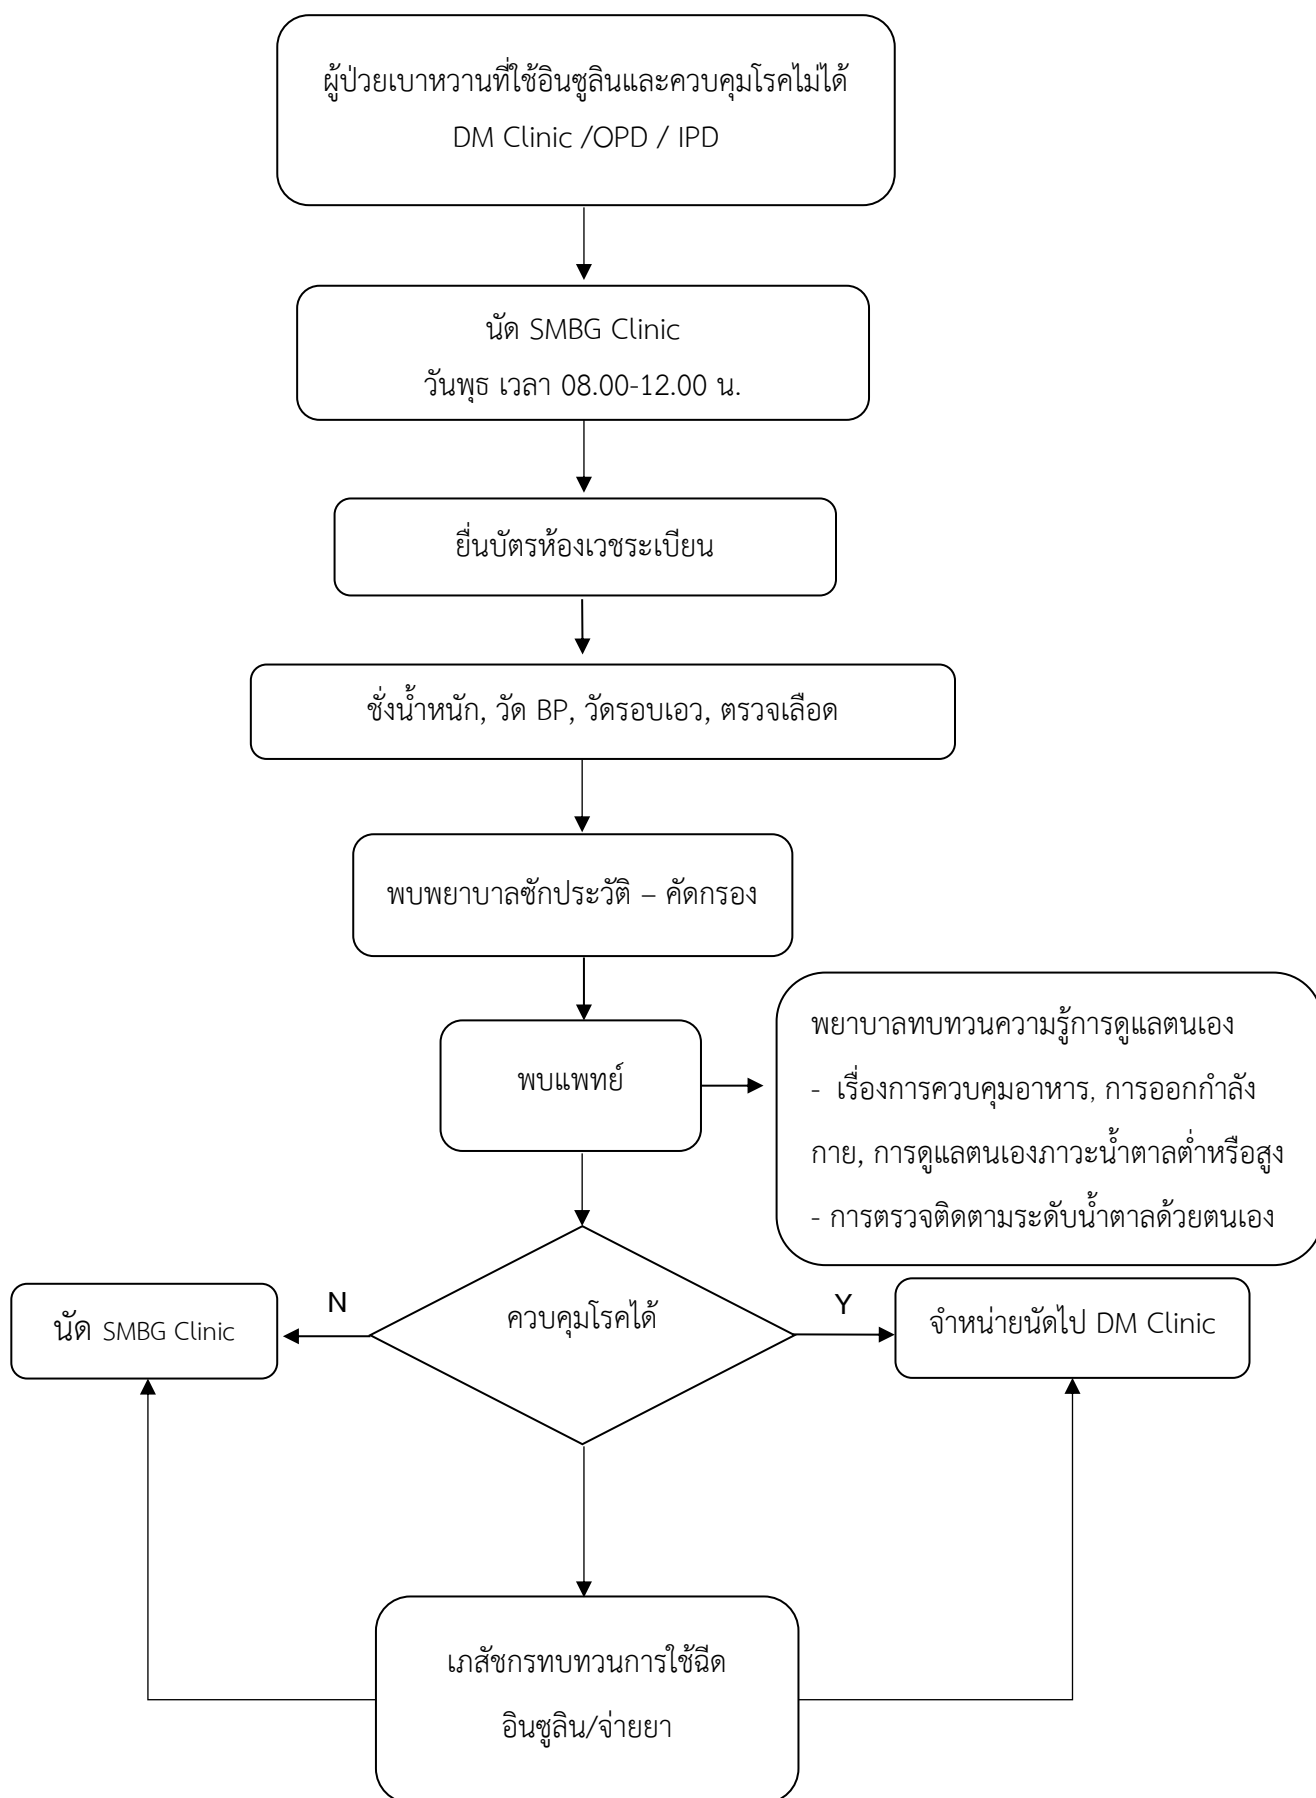 ผู้ป่วยเบาหวานที่ใช้อินซูลินและควบคุมโรคไม่ได้
DM Clinic /OPD / IPD
นัด SMBG Clinic
วันพุธ เวลา 08.00-12.00 น.
ยื่นบัตรห้องเวชระเบียน
ชั่งน้ำหนัก, วัด BP, วัดรอบเอว, ตรวจเลือด
พบพยาบาลซักประวัติ – คัดกรอง
พบแพทย์
พยาบาลทบทวนความรู้การดูแลตนเอง
- เรื่องการควบคุมอาหาร, การออกกำลัง
กาย, การดูแลตนเองภาวะน้ำตาลต่ำหรือสูง
- การตรวจติดตามระดับน้ำตาลด้วยตนเอง
นัด SMBG Clinic
N
ควบคุมโรคได้
Y
จำหน่ายนัดไป DM Clinic
เภสัชกรทบทวนการใช้ฉีด
อินซูลิน/จ่ายยา